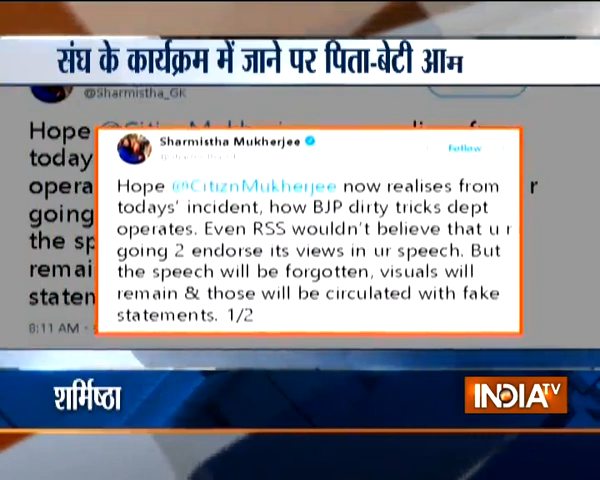 संघ के कार्यक्रम में जाने पर पिता-बेटी आम
@Sharmistha_GK
Hope
today
opera
going
the sp
remai
staten
r
8:11 AM
Sharmistha Mukherjee
Follow
Hope @CitiznMukherjee now realises from
todays' incident, how BJP dirty tricks dept
operates. Even RSS wouldn't believe that u r
going 2 endorse its views in ur speech. But
the speech will be forgotten, visuals will
remain & those will be circulated with fake
statements. 1/2
शर्मिष्ठा
INDIA TV